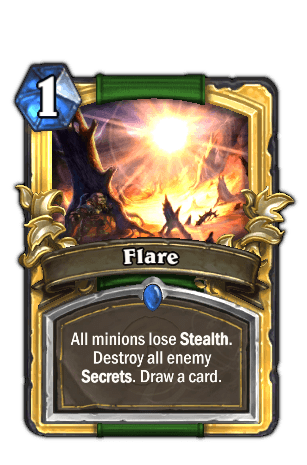 1
Flare
All minions lose Stealth.
Destroy all enemy
Secrets. Draw a card.